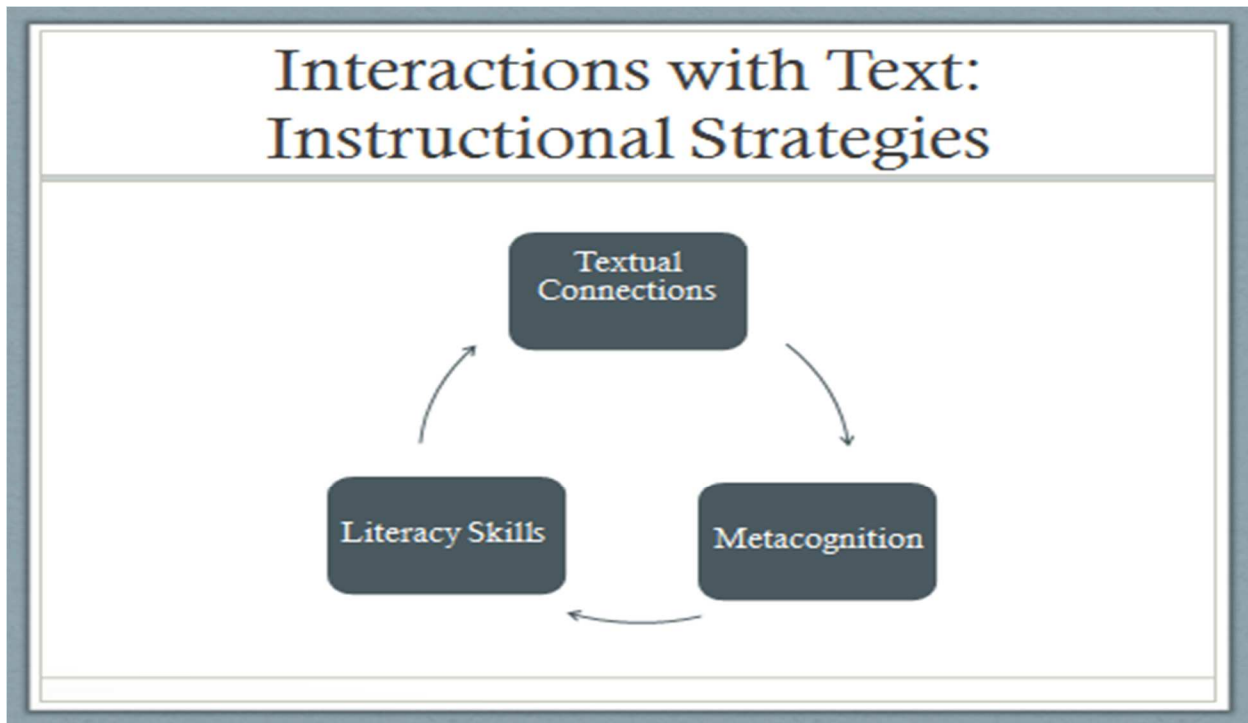 Interactions with Text:
Instructional Strategies
Textual
Connections
Literacy Skills
Metacognition